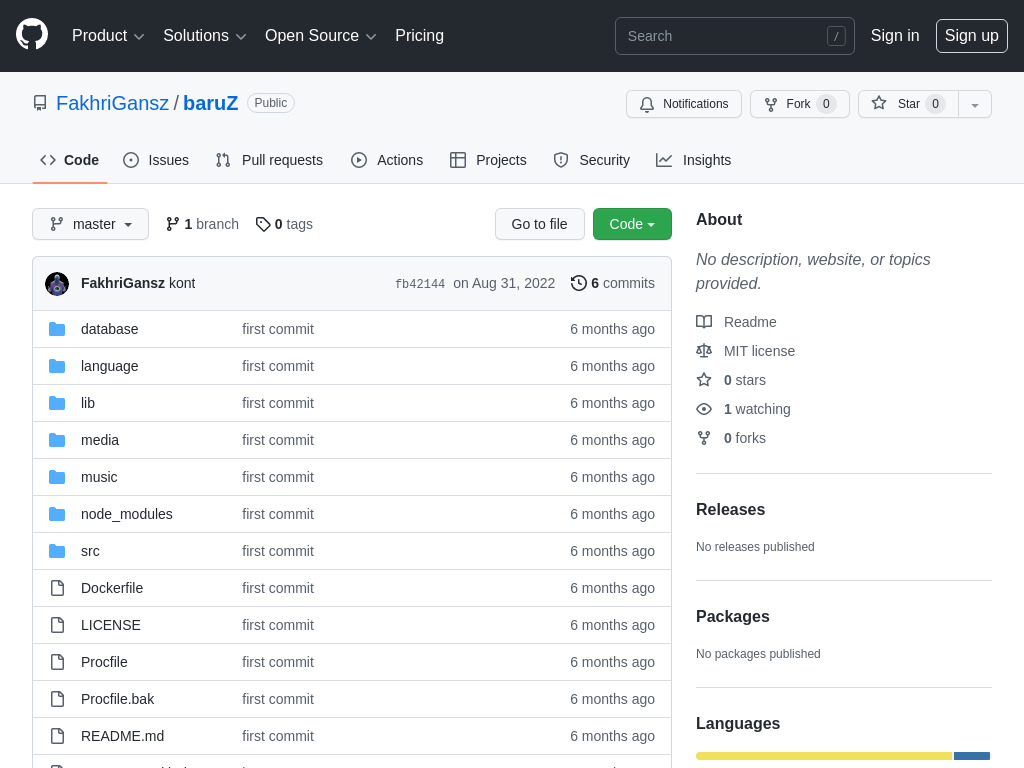 Product
Solutions
Open Source
Pricing
Search /
Sign in
Sign up
FakhriGansz / baruZ Public
Notifications
Fork 0
Star 0
Code
Issues
Pull requests
Actions
Projects
Security
Insights
master
1 branch
0 tags
Go to file
Code
FakhriGansz kont fb42144 on Aug 31, 2022 6 commits
database first commit 6 months ago
language first commit 6 months ago
lib first commit 6 months ago
media first commit 6 months ago
music first commit 6 months ago
node_modules first commit 6 months ago
src first commit 6 months ago
Dockerfile first commit 6 months ago
LICENSE first commit 6 months ago
Procfile first commit 6 months ago
Procfile.bak first commit 6 months ago
README.md first commit 6 months ago
About
No description, website, or topics
provided.
Readme
MIT license
0 stars
1 watching
0 forks
Releases
No releases published
Packages
No packages published
Languages